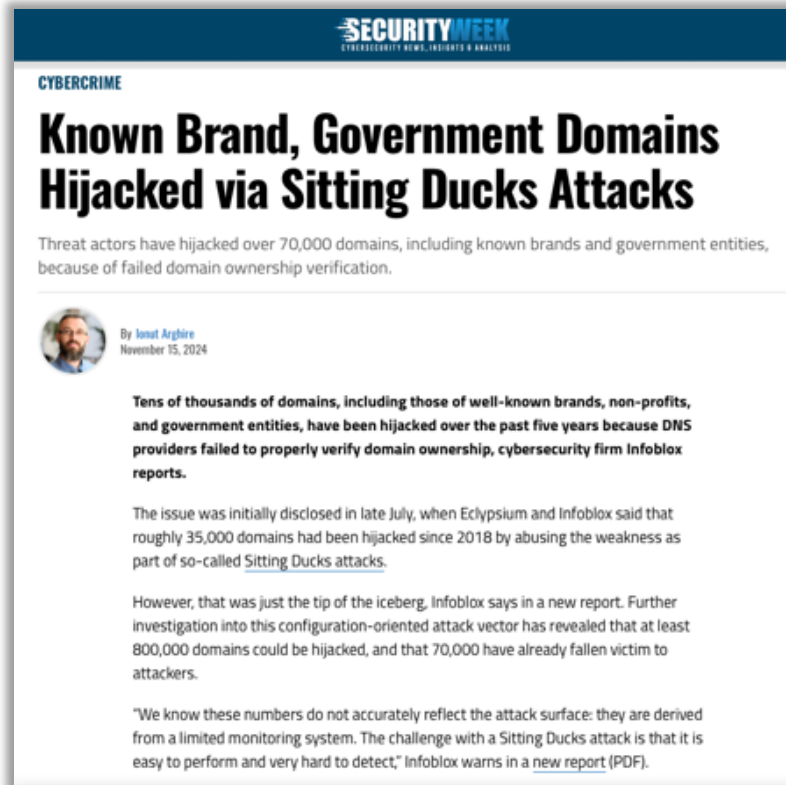 SECURITYWEEK
CYBERSECURITY NEWS, INSIGHTS & ANALYSIS
CYBERCRIME
Known Brand, Government Domains
Hijacked via Sitting Ducks Attacks
Threat actors have hijacked over 70,000 domains, including known brands and government entities,
because of failed domain ownership verification.
By Ionut Arghire
November 15, 2024
Tens of thousands of domains, including those of well-known brands, non-profits,
and government entities, have been hijacked over the past five years because DNS
providers failed to properly verify domain ownership, cybersecurity firm Infoblox
reports.
The issue was initially disclosed in late July, when Eclypsium and Infoblox said that
roughly 35,000 domains had been hijacked since 2018 by abusing the weakness as
part of so-called Sitting Ducks attacks.
However, that was just the tip of the iceberg, Infoblox says in a new report. Further
investigation into this configuration-oriented attack vector has revealed that at least
800,000 domains could be hijacked, and that 70,000 have already fallen victim to
attackers.
“We know these numbers do not accurately reflect the attack surface: they are derived
from a limited monitoring system. The challenge with a Sitting Ducks attack is that it is
easy to perform and very hard to detect,” Infoblox warns in a new report (PDF).